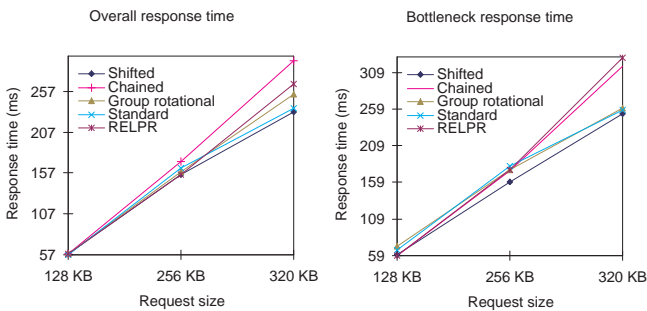 Overall response time
Response time (ms)
257
207
157
107
57
Shifted
Chained
Group rotational
Standard
RELPR
128 KB
256 KB
320 KB
Request size
Bottleneck response time
Response time (ms)
309
259
209
159
109
59
Shifted
Chained
Group rotational
Standard
RELPR
128 KB
256 KB
320 KB
Request size